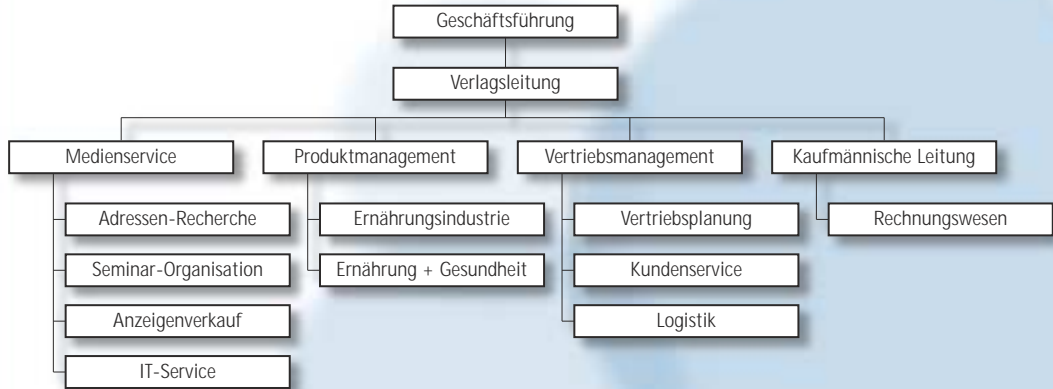 Geschäftsführung
Verlagsleitung
Medienservice
Produktmanagement
Vertriebsmanagement
Kaufmännische Leitung
Adressen-Recherche
Ernährungsindustrie
Vertriebsplanung
Rechnungswesen
Seminar-Organisation
Ernährung + Gesundheit
Kundenservice
Anzeigenverkauf
Logistik
IT-Service